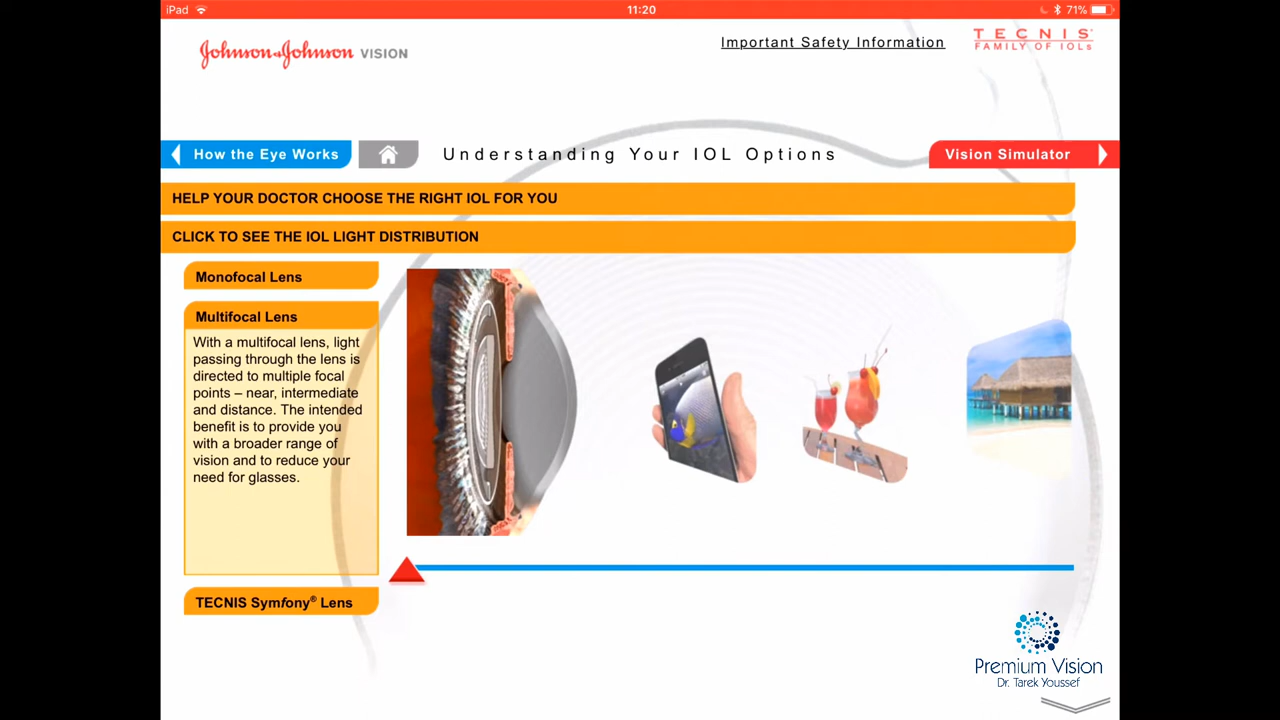 iPad
11:20
71%
Johnson & Johnson VISION
Important Safety Information
TECNIS
FAMILY OF IOLs
How the Eye Works
Understanding Your IOL Options
Vision Simulator
HELP YOUR DOCTOR CHOOSE THE RIGHT IOL FOR YOU
CLICK TO SEE THE IOL LIGHT DISTRIBUTION
Monofocal Lens
Multifocal Lens
With a multifocal lens, light
passing through the lens is
directed to multiple focal
points – near, intermediate
and distance. The intended
benefit is to provide you
with a broader range of
vision and to reduce your
need for glasses.
TECNIS Symfony® Lens
Premium Vision
Dr. Tarek Youssef